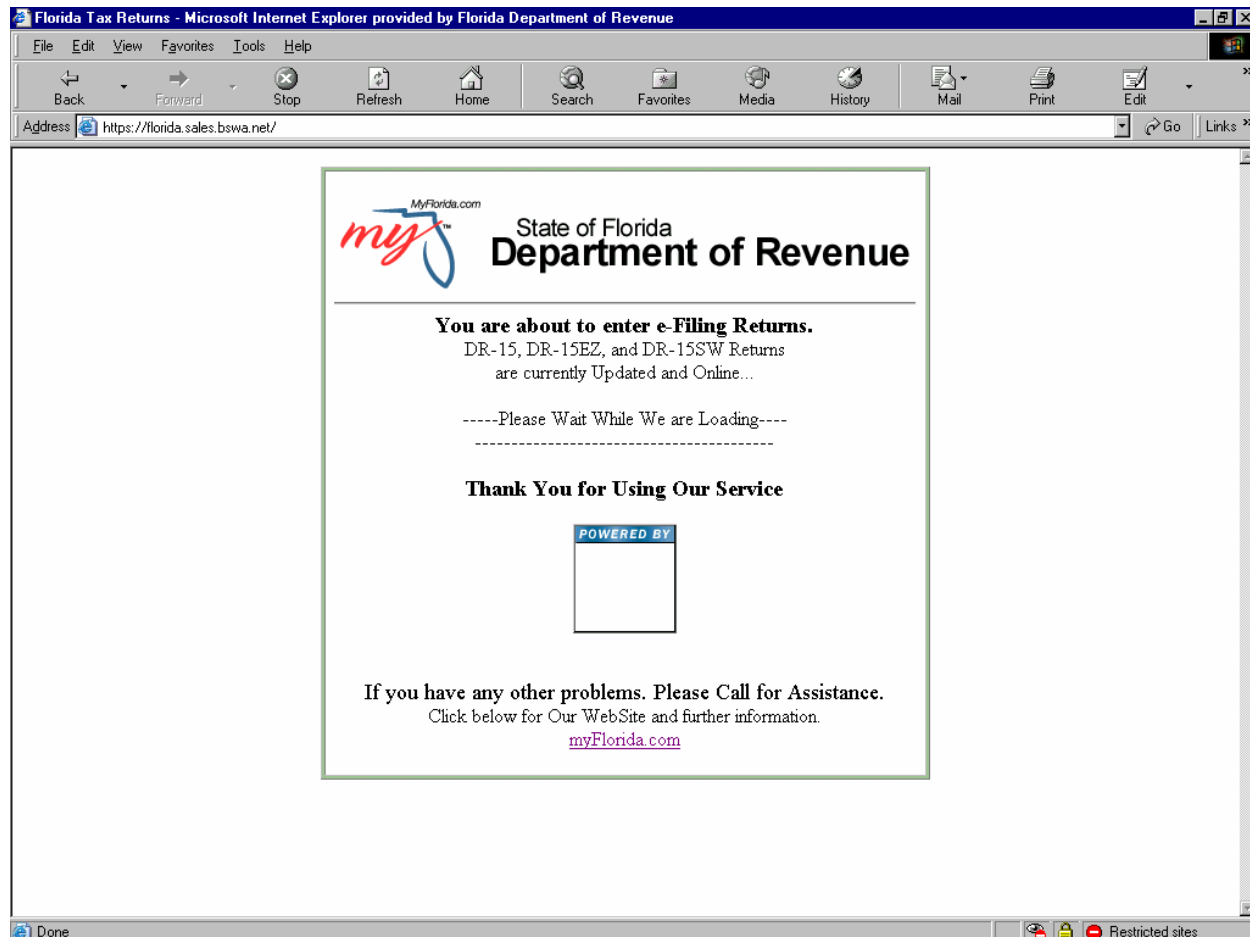 Florida Tax Returns - Microsoft Internet Explorer provided by Florida Department of Revenue
File Edit View Favorites Tools Help
Back Forward Stop Refresh Home Search Favorites Media History Mail Print Edit
Address https://florida.sales.bswa.net/ Go Links »
MyFlorida.com
my
State of Florida
Department of Revenue
You are about to enter e-Filing Returns.
DR-15, DR-15EZ, and DR-15SW Returns
are currently Updated and Online...
-----Please Wait While We are Loading----
-----------------------------------------
Thank You for Using Our Service
POWERED BY
If you have any other problems. Please Call for Assistance.
Click below for Our WebSite and further information.
myFlorida.com
Done Restricted sites